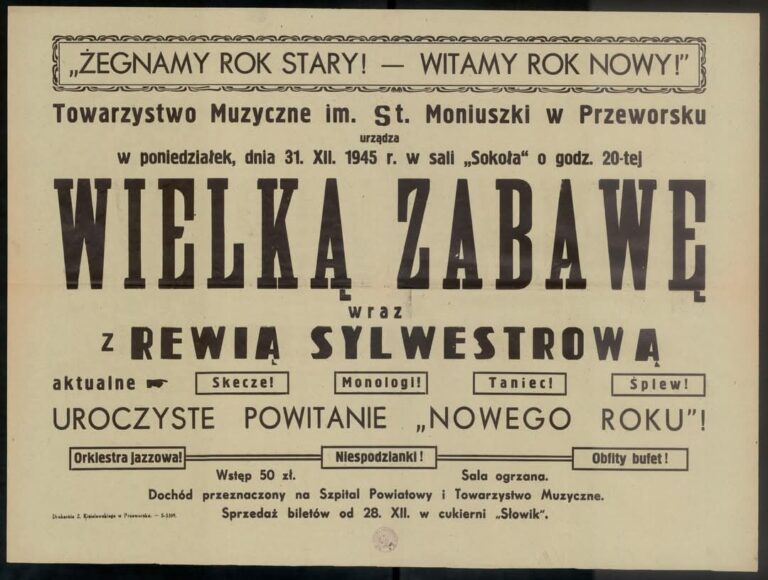 „ŻEGNAMY ROK STARY! — WITAMY ROK NOWY!"
Towarzystwo Muzyczne im. St. Moniuszki w Przeworsku
urządza
w poniedziałek, dnia 31. XII. 1945 r. w sali „Sokoła" o godz. 20-tej
WIELKĄ ZABAWĘ
wraz
z REWIĄ SYLWESTROWĄ
aktualne ☛ Skecze! Monologi! Taniec! Śpiew!
UROCZYSTE POWITANIE „NOWEGO ROKU"!
Orkiestra jazzowa! Niespodzianki! Obfity bufet!
Wstęp 50 zł. Sala ogrzana.
Dochód przeznaczony na Szpital Powiatowy i Towarzystwo Muzyczne.
Sprzedaż biletów od 28. XII. w cukierni „Słowik".
Drukarnia Z. w Przeworsku. —